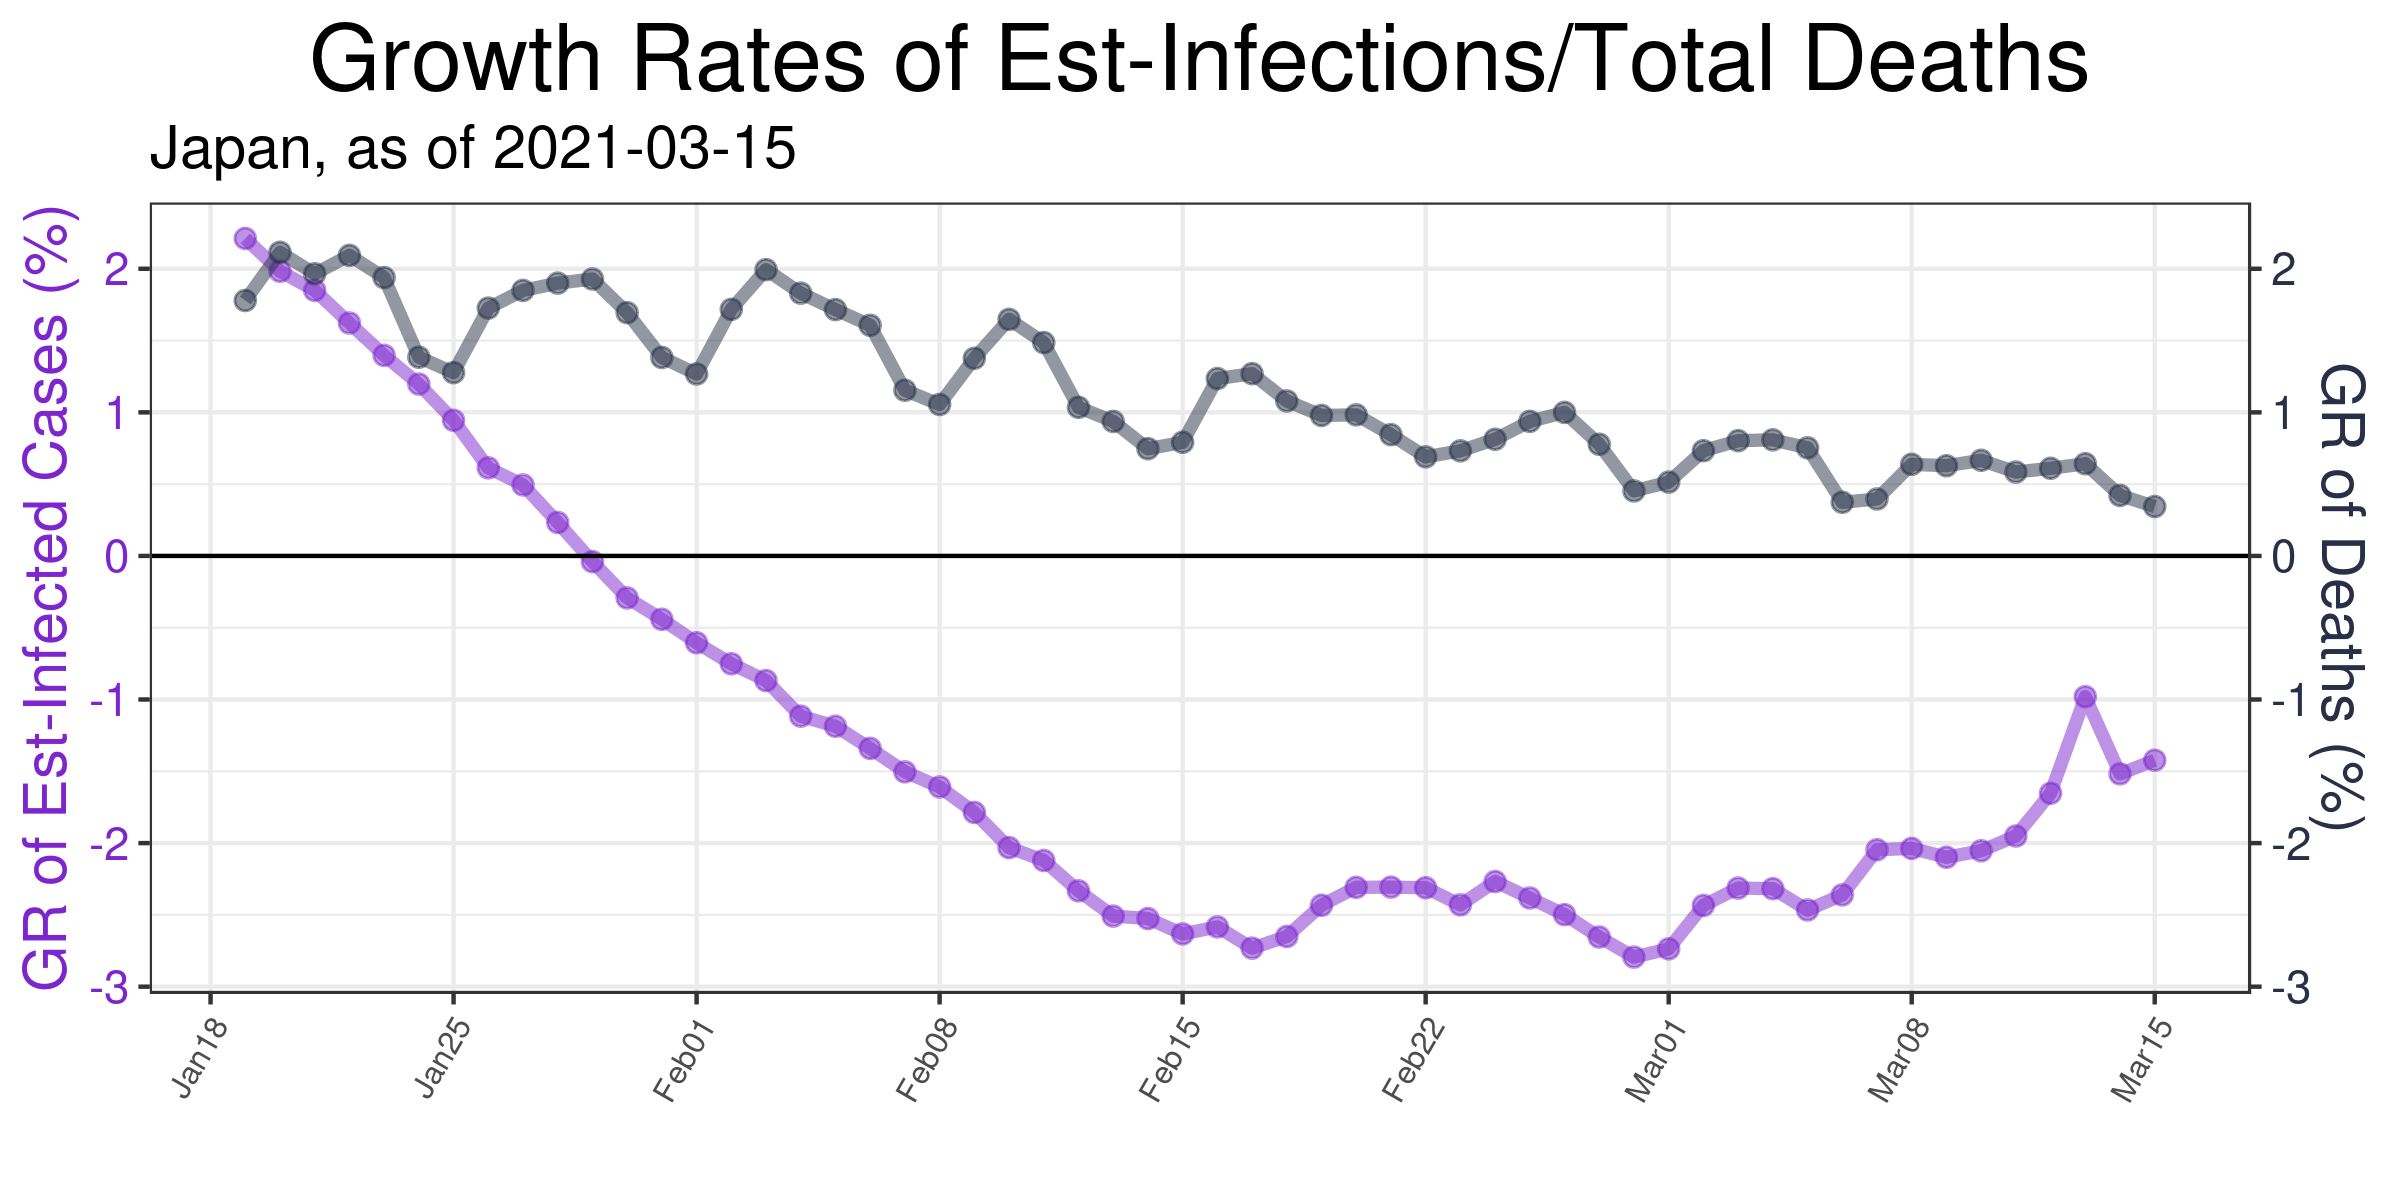 Growth Rates of Est-Infections/Total Deaths
Japan, as of 2021-03-15
GR of Est-Infected Cases (%)
2
1
0
-1
-2
-3
2
1
0
-1
-2
-3
GR of Deaths (%)
Jan18
Jan25
Feb01
Feb08
Feb15
Feb22
Mar01
Mar08
Mar15